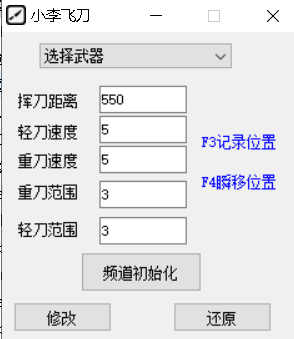 小李飞刀
选择武器
挥刀距离 550
轻刀速度 5
重刀速度 5
F3记录位置
重刀范围 3
F4瞬移位置
轻刀范围 3
频道初始化
修改 还原